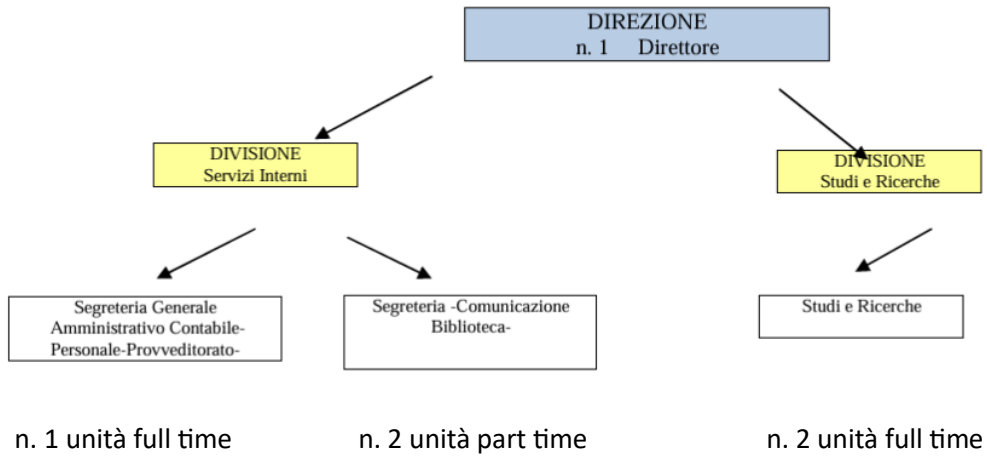 DIREZIONE
n. 1 Direttore
DIVISIONE
Servizi Interni
DIVISIONE
Studi e Ricerche
Segreteria Generale
Amministrativo Contabile-
Personale-Provveditorato-
Segreteria -Comunicazione
Biblioteca-
Studi e Ricerche
n. 1 unità full time
n. 2 unità part time
n. 2 unità full time